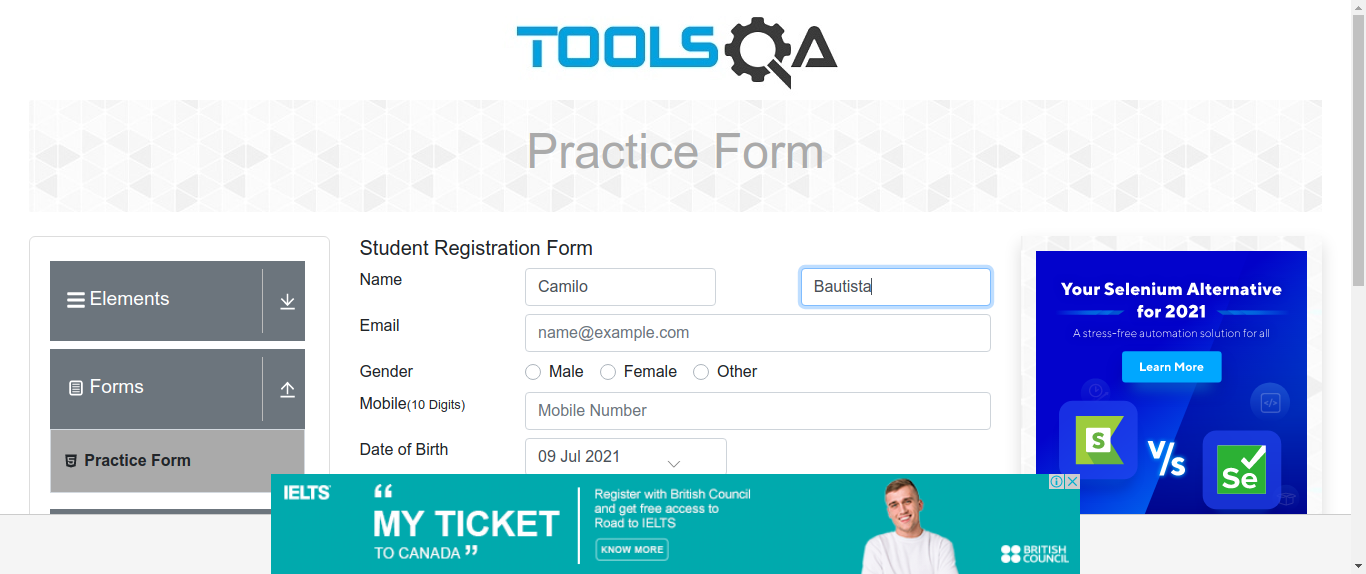 TOOLSQA
Practice Form
Elements
Forms
Practice Form
Student Registration Form
Name
Camilo
Bautista
Email
name@example.com
Gender
Male
Female
Other
Mobile(10 Digits)
Mobile Number
Date of Birth
09 Jul 2021
Your Selenium Alternative
for 2021
A stress-free automation solution for all
Learn More
S
V/s
Se
IELTS
“
MY TICKET
TO CANADA ”
Register with British Council
and get free access to
Road to IELTS
KNOW MORE
BRITISH
COUNCIL